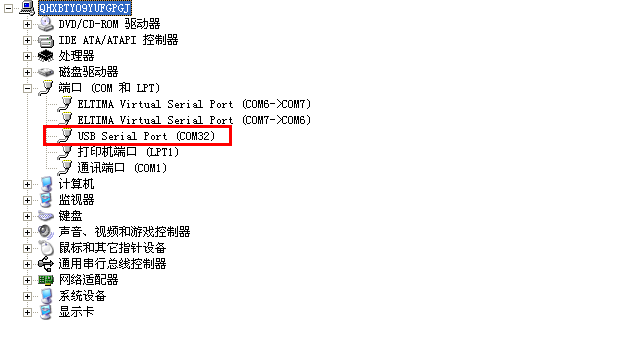 QHXBTYO9YUFGPGJ
DVD/CD-ROM 驱动器
IDE ATA/ATAPI 控制器
处理器
磁盘驱动器
端口 (COM 和 LPT)
ELTIMA Virtual Serial Port (COM6->COM7)
ELTIMA Virtual Serial Port (COM7->COM6)
USB Serial Port (COM32)
打印机端口 (LPT1)
通讯端口 (COM1)
计算机
监视器
键盘
声音、视频和游戏控制器
鼠标和其它指针设备
通用串行总线控制器
网络适配器
系统设备
显示卡